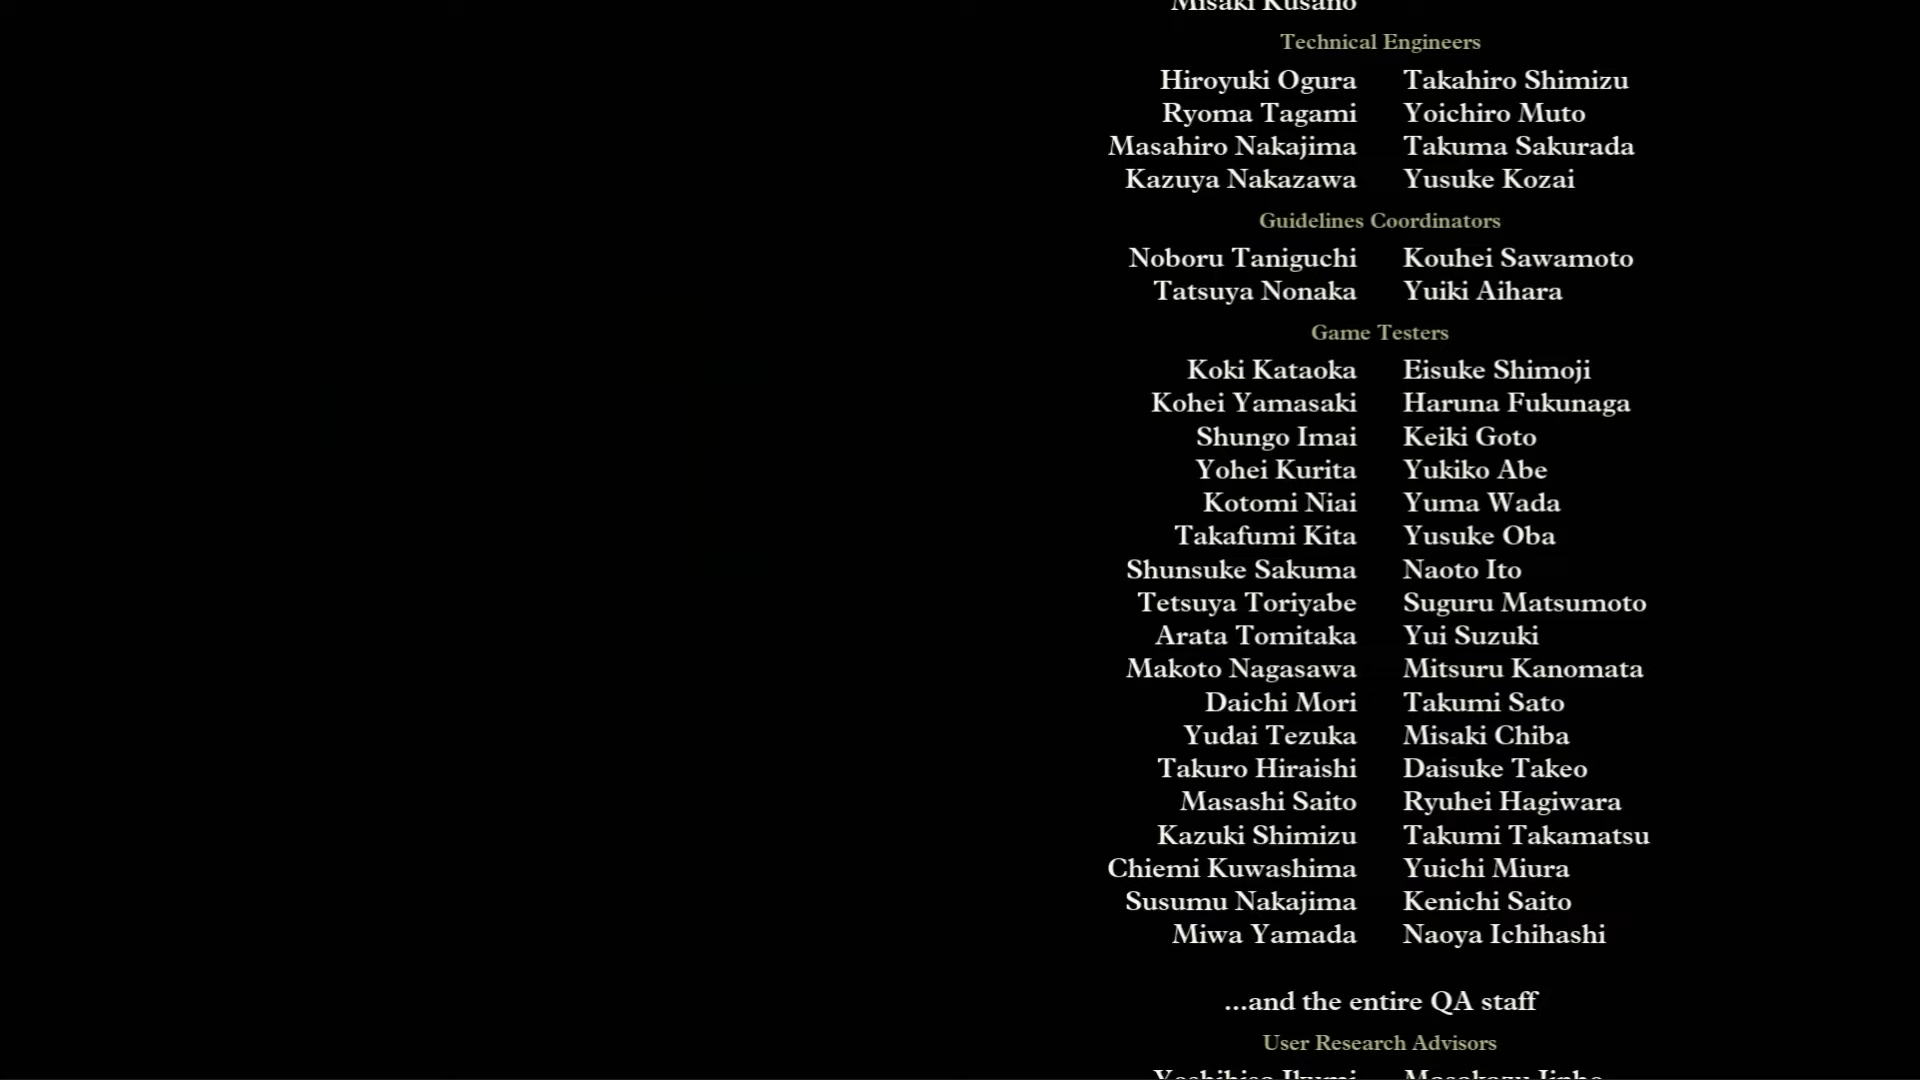 Misaki Kusano
Technical Engineers
Hiroyuki Ogura Takahiro Shimizu
Ryoma Tagami Yoichiro Muto
Masahiro Nakajima Takuma Sakurada
Kazuya Nakazawa Yusuke Kozai
Guidelines Coordinators
Noboru Taniguchi Kouhei Sawamoto
Tatsuya Nonaka Yuiki Aihara
Game Testers
Koki Kataoka Eisuke Shimoji
Kohei Yamasaki Haruna Fukunaga
Shungo Imai Keiki Goto
Yohei Kurita Yukiko Abe
Kotomi Niai Yuma Wada
Takafumi Kita Yusuke Oba
Shunsuke Sakuma Naoto Ito
Tetsuya Toriyabe Suguru Matsumoto
Arata Tomitaka Yui Suzuki
Makoto Nagasawa Mitsuru Kanomata
Daichi Mori Takumi Sato
Yudai Tezuka Misaki Chiba
Takuro Hiraishi Daisuke Takeo
Masashi Saito Ryuhei Hagiwara
Kazuki Shimizu Takumi Takamatsu
Chiemi Kuwashima Yuichi Miura
Susumu Nakajima Kenichi Saito
Miwa Yamada Naoya Ichihashi
...and the entire QA staff
User Research Advisors